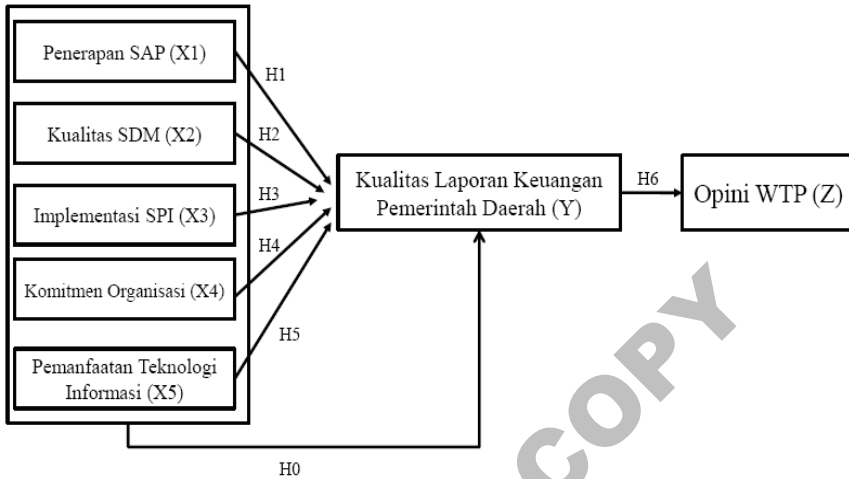 Penerapan SAP (X1)
H1
Kualitas SDM (X2)
H2
Implementasi SPI (X3)
H3
Komitmen Organisasi (X4)
H4
Pemanfaatan Teknologi
Informasi (X5)
H5
Kualitas Laporan Keuangan
Pemerintah Daerah (Y)
H6
Opini WTP (Z)
H0
COPY